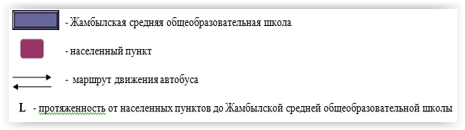 - Жамбылская средняя общеобразовательная школа
- населенный пункт
- маршрут движения автобуса
L - протяженность от населенных пунктов до Жамбылской средней общеобразовательной школы